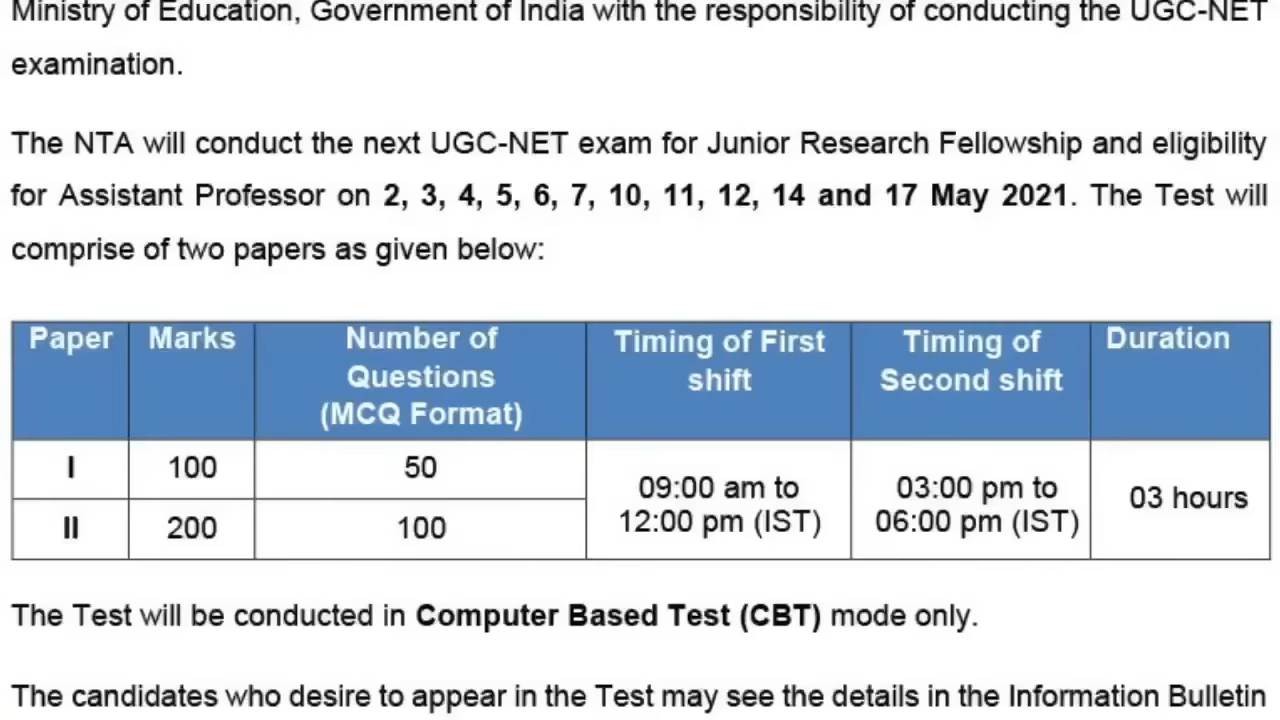 Ministry of Education, Government of India with the responsibility of conducting the UGC-NET
examination.
The NTA will conduct the next UGC-NET exam for Junior Research Fellowship and eligibility
for Assistant Professor on 2, 3, 4, 5, 6, 7, 10, 11, 12, 14 and 17 May 2021. The Test will
comprise of two papers as given below:
Paper Marks Number of Questions (MCQ Format) Timing of First shift Timing of Second shift Duration
I 100 50 09:00 am to 12:00 pm (IST) 03:00 pm to 06:00 pm (IST) 03 hours
II 200 100
The Test will be conducted in Computer Based Test (CBT) mode only.
The candidates who desire to appear in the Test may see the details in the Information Bulletin